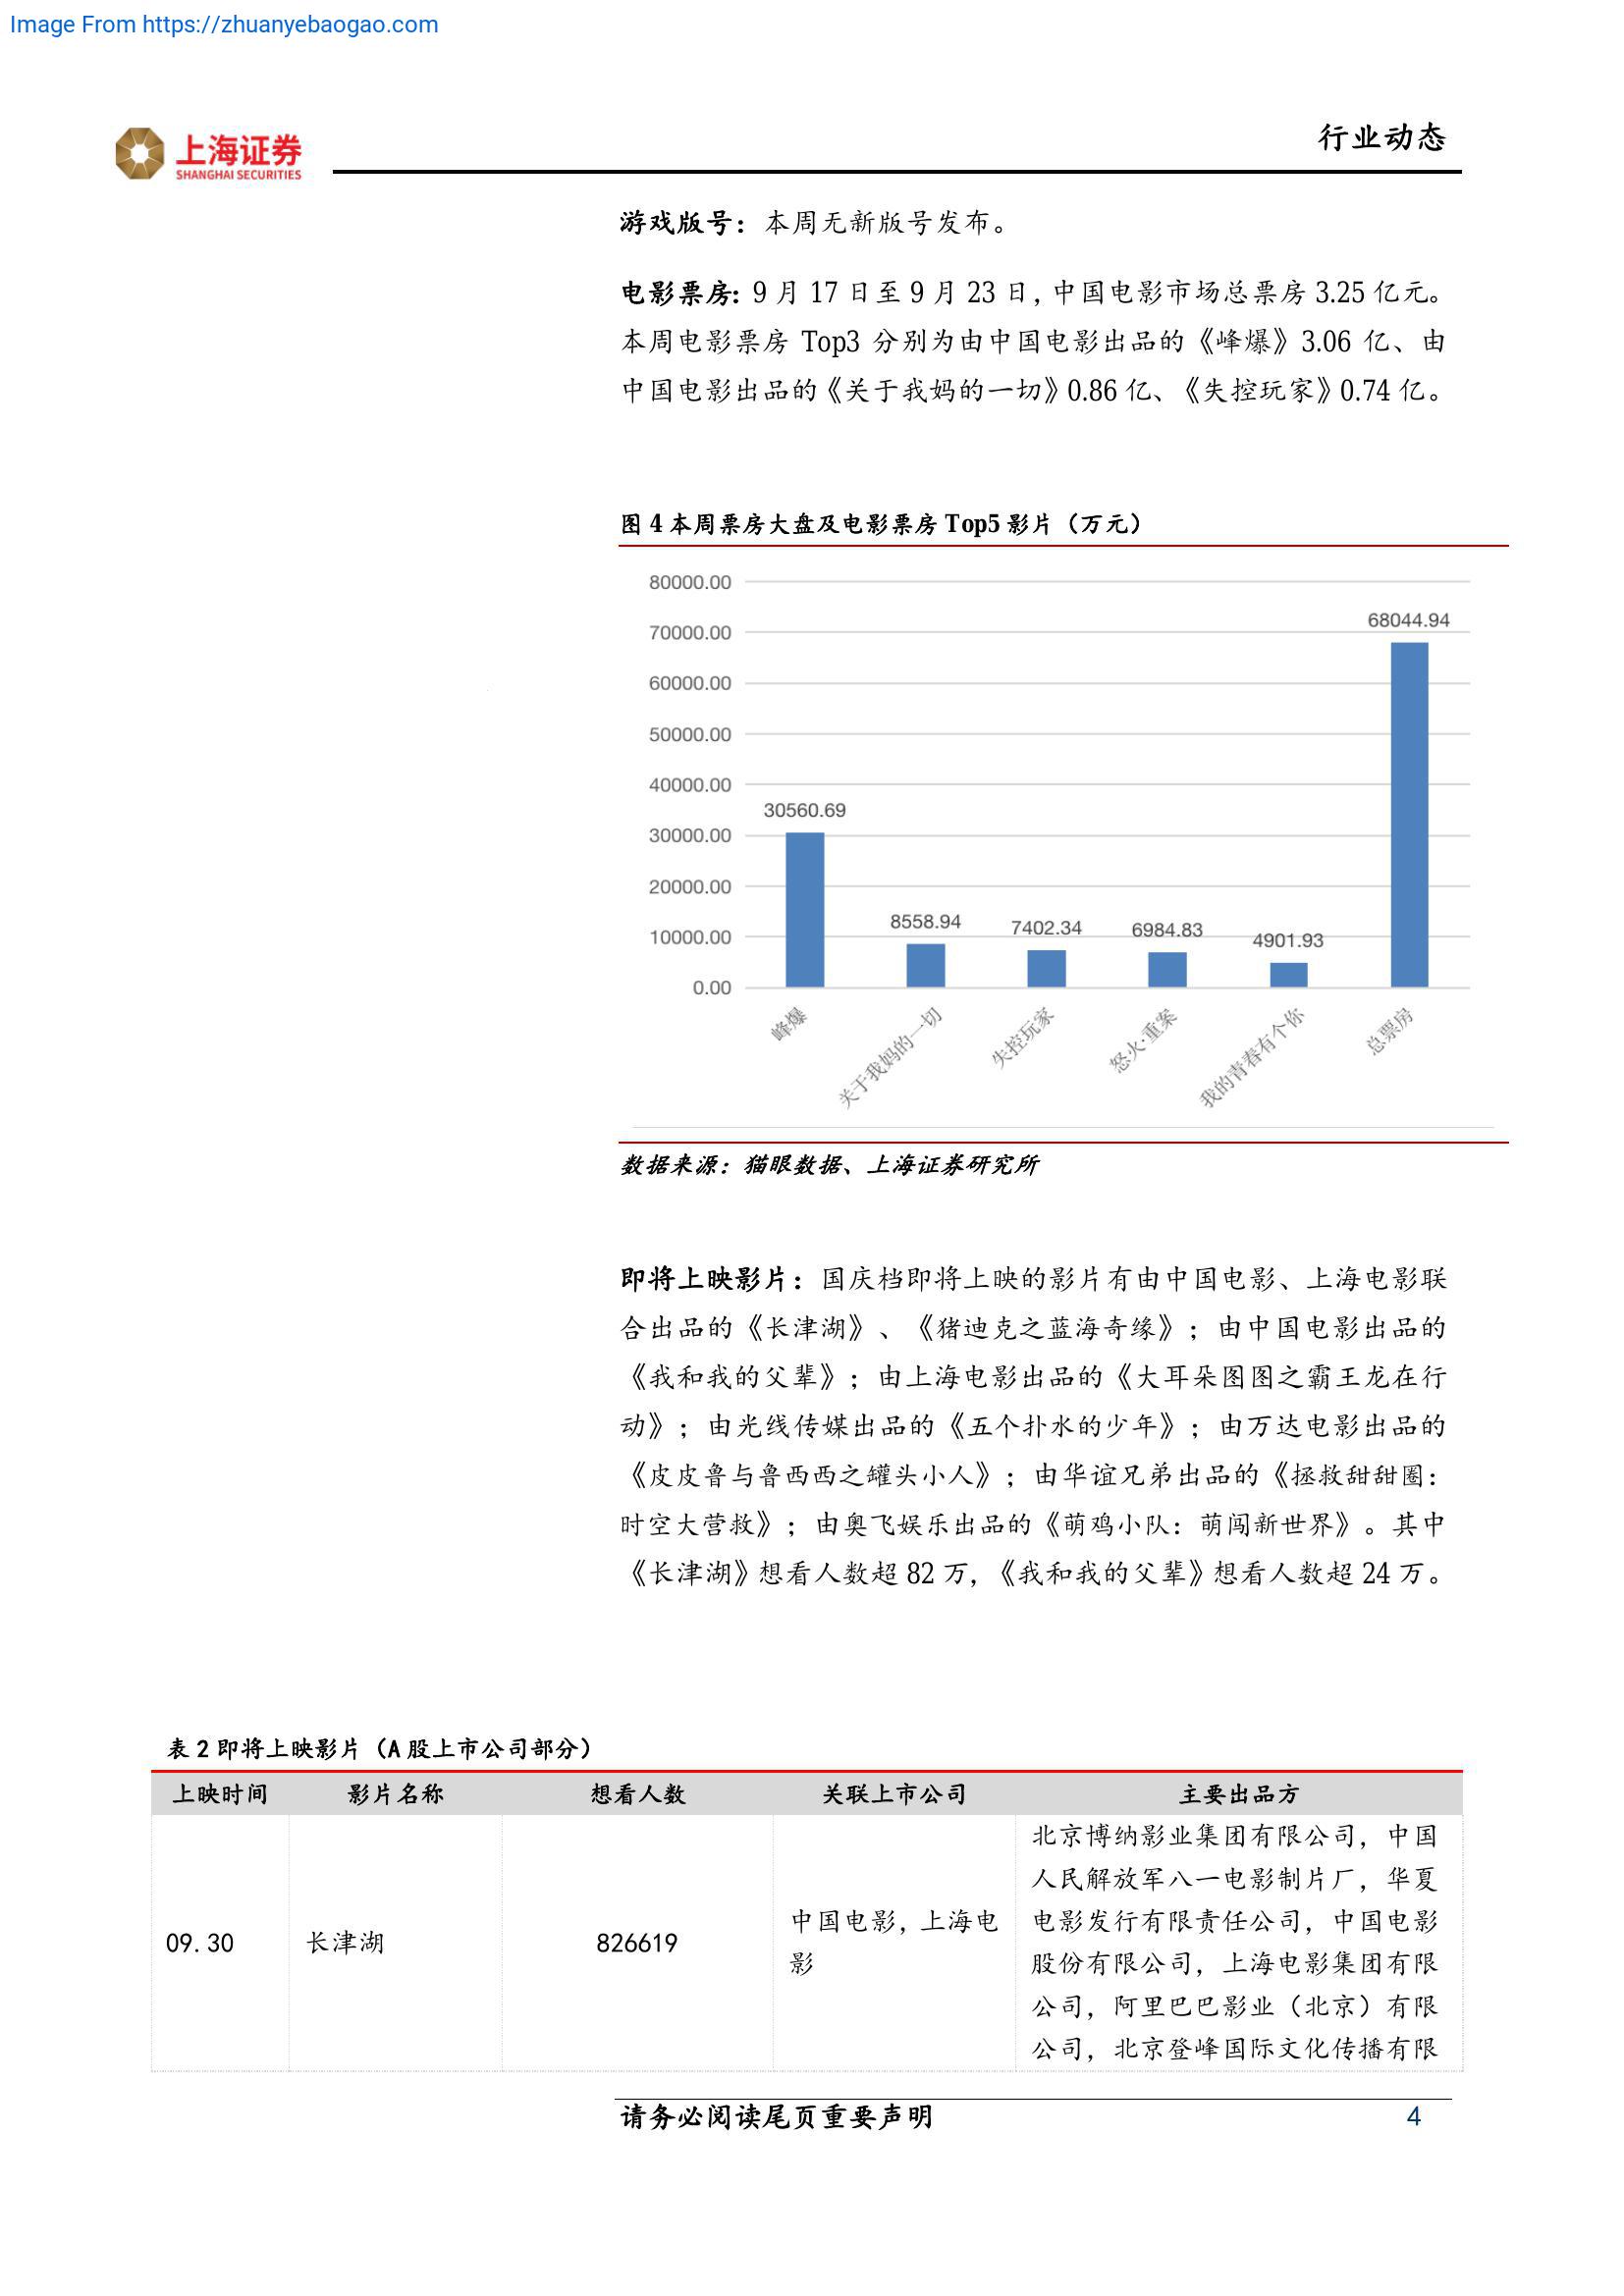 Image From https://zhuanyebaogao.com
上海证券
SHANGHAI SECURITIES
行业动态
游戏版号：本周无新版号发布。
电影票房: 9 月 17 日至 9 月 23 日，中国电影市场总票房 3.25 亿元。
本周电影票房 Top3 分别为由中国电影出品的《峰爆》3.06 亿、由
中国电影出品的《关于我妈的一切》0.86 亿、《失控玩家》0.74 亿。
图 4 本周票房大盘及电影票房 Top5 影片（万元）
80000.00
70000.00
60000.00
50000.00
40000.00
30000.00
20000.00
10000.00
0.00
30560.69
8558.94
7402.34
6984.83
4901.93
68044.94
峰爆
关于我妈的一切
失控玩家
怒火·重案
我的青春有个你
总票房
数据来源：猫眼数据、上海证券研究所
即将上映影片：国庆档即将上映的影片有由中国电影、上海电影联
合出品的《长津湖》、《猪迪克之蓝海奇缘》；由中国电影出品的
《我和我的父辈》；由上海电影出品的《大耳朵图图之霸王龙在行
动》；由光线传媒出品的《五个扑水的少年》；由万达电影出品的
《皮皮鲁与鲁西西之罐头小人》；由华谊兄弟出品的《拯救甜甜圈：
时空大营救》；由奥飞娱乐出品的《萌鸡小队：萌闯新世界》。其中
《长津湖》想看人数超 82 万，《我和我的父辈》想看人数超 24 万。
表 2 即将上映影片（A 股上市公司部分）
上映时间 影片名称 想看人数 关联上市公司 主要出品方
09.30 长津湖 826619
中国电影，上海电
影
北京博纳影业集团有限公司，中国
人民解放军八一电影制片厂，华夏
电影发行有限责任公司，中国电影
股份有限公司，上海电影集团有限
公司，阿里巴巴影业（北京）有限
公司，北京登峰国际文化传播有限
请务必阅读尾页重要声明
4